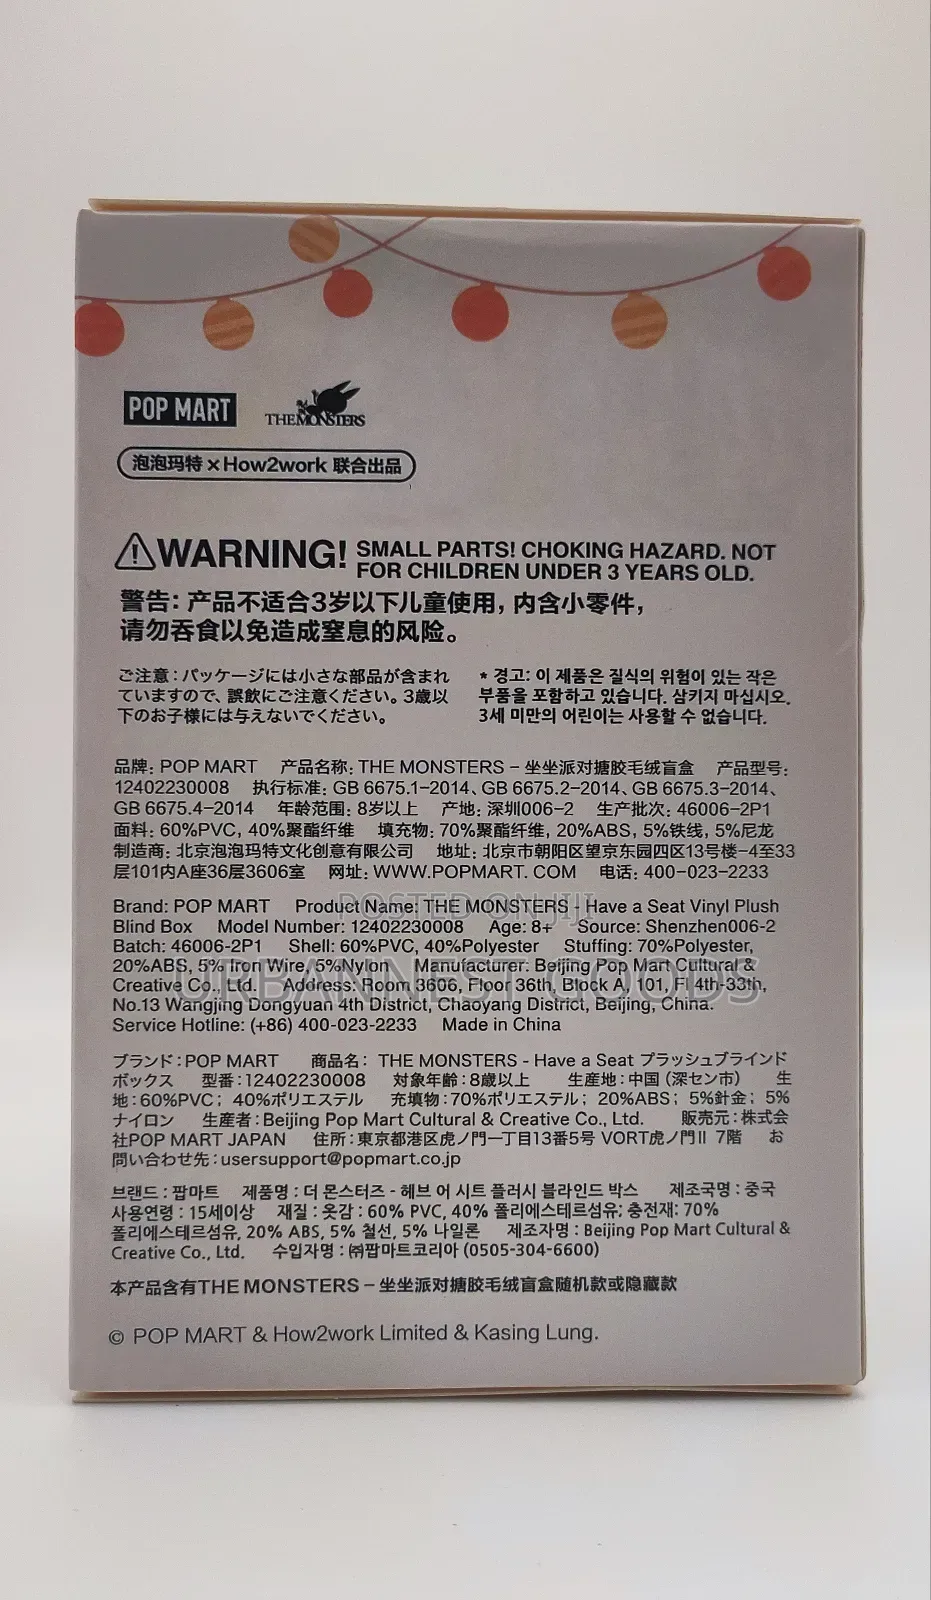 POP MART
THE MONSTERS
泡泡玛特×How2work 联合出品
WARNING! SMALL PARTS! CHOKING HAZARD. NOT
FOR CHILDREN UNDER 3 YEARS OLD.
警告: 产品不适合3岁以下儿童使用, 内含小零件,
请勿吞食以免造成窒息的风险。
ご注意:パッケージには小さな部品が含まれ
ていますので、誤飲にご注意ください。3歳以
下のお子様には与えないでください。
* 경고: 이 제품은 질식의 위험이 있는 작은
부품을 포함하고 있습니다. 삼키지 마십시오.
3세 미만의 어린이는 사용할 수 없습니다.
品牌: POP MART 产品名称: THE MONSTERS – 坐坐派对搪胶毛绒盲盒 产品型号:
12402230008 执行标准: GB 6675.1–2014、GB 6675.2–2014、GB 6675.3–2014、
GB 6675.4–2014 年龄范围: 8岁以上 产地: 深圳006–2 生产批次: 46006–2P1
面料: 60%PVC, 40%聚酯纤维 填充物: 70%聚酯纤维, 20%ABS, 5%铁线, 5%尼龙
制造商: 北京泡泡玛特文化创意有限公司 地址: 北京市朝阳区望京东园四区13号楼–4至33
层101内A座36层3606室 网址: WWW.POPMART. COM 电话: 400–023–2233
Brand: POP MART Product Name: THE MONSTERS - Have a Seat Vinyl Plush
Blind Box Model Number: 12402230008 Age: 8+ Source: Shenzhen006-2
Batch: 46006-2P1 Shell: 60%PVC, 40%Polyester Stuffing: 70%Polyester,
20%ABS, 5% Iron Wire, 5%Nylon Manufacturer: Beijing Pop Mart Cultural &
Creative Co., Ltd. Address: Room 3606, Floor 36th, Block A, 101, Fl 4th-33th,
No.13 Wangjing Dongyuan 4th District, Chaoyang District, Beijing, China.
Service Hotline: (+86) 400-023-2233 Made in China
POSTED ON JIJI
URBANNEST GOODS
ブランド:POP MART 商品名: THE MONSTERS - Have a Seat プラッシュブラインド
ボックス 型番:12402230008 対象年齢:8歳以上 生産地:中国(深セン市) 生
地:60%PVC; 40%ポリエステル 充填物:70%ポリエステル; 20%ABS; 5%針金; 5%
ナイロン 生産者:Beijing Pop Mart Cultural & Creative Co., Ltd. 販売元:株式会
社POP MART JAPAN 住所:東京都港区虎ノ門一丁目13番5号 VORT虎ノ門Ⅱ 7階 お
問い合わせ先:usersupport@popmart.co.jp
브랜드 : 팝마트 제품명 : 더 몬스터즈 - 헤브 어 시트 플러시 블라인드 박스 제조국명 : 중국
사용연령 : 15세이상 재질 : 옷감 : 60% PVC, 40% 폴리에스테르섬유; 충전재: 70%
폴리에스테르섬유, 20% ABS, 5% 철선, 5% 나일론 제조자명 : Beijing Pop Mart Cultural &
Creative Co., Ltd. 수입자명 : ㈜팝마트코리아 (0505-304-6600)
本产品含有THE MONSTERS – 坐坐派对搪胶毛绒盲盒随机款或隐藏款
© POP MART & How2work Limited & Kasing Lung.